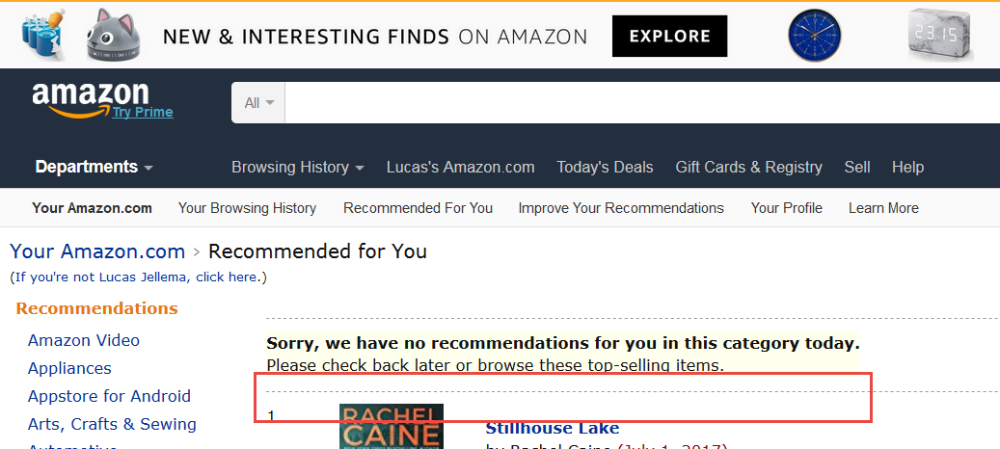 NEW & INTERESTING FINDS ON AMAZON EXPLORE
23:15
amazon
Try Prime
All
Departments Browsing History Lucas's Amazon.com Today's Deals Gift Cards & Registry Sell Help
Your Amazon.com Your Browsing History Recommended For You Improve Your Recommendations Your Profile Learn More
Your Amazon.com › Recommended for You
(If you're not Lucas Jellema, click here.)
Recommendations
Amazon Video
Appliances
Appstore for Android
Arts, Crafts & Sewing
Automotive
Sorry, we have no recommendations for you in this category today.
Please check back later or browse these top-selling items.
1
RACHEL
CAINE
Stillhouse Lake
by Rachel Caine (July 1, 2017)